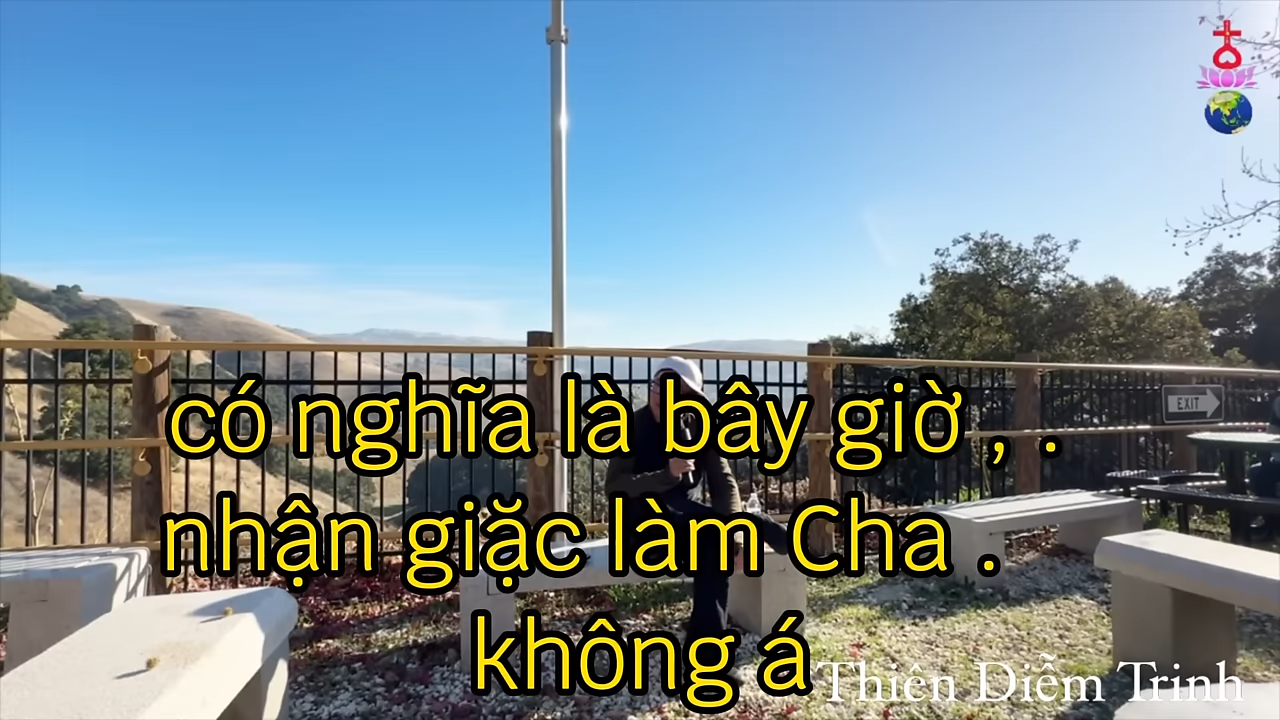 EXIT
có nghĩa là bây giờ , .
nhận giặc làm Cha .
không á
Thiên Diễm Trinh